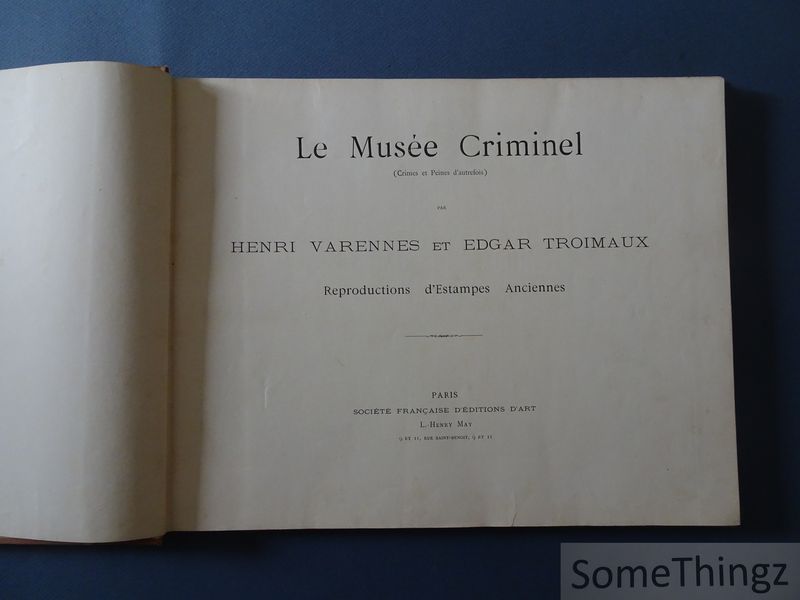 Le Musée Criminel
(Crimes et Peines d'autrefois)
PAR
HENRI VARENNES ET EDGAR TROIMAUX
Reproductions d'Estampes Anciennes
PARIS
SOCIÉTÉ FRANÇAISE D'ÉDITIONS D'ART
L.-HENRY MAY
9 ET 11, RUE SAINT-BENOIT, 9 ET 11
SomeThingz